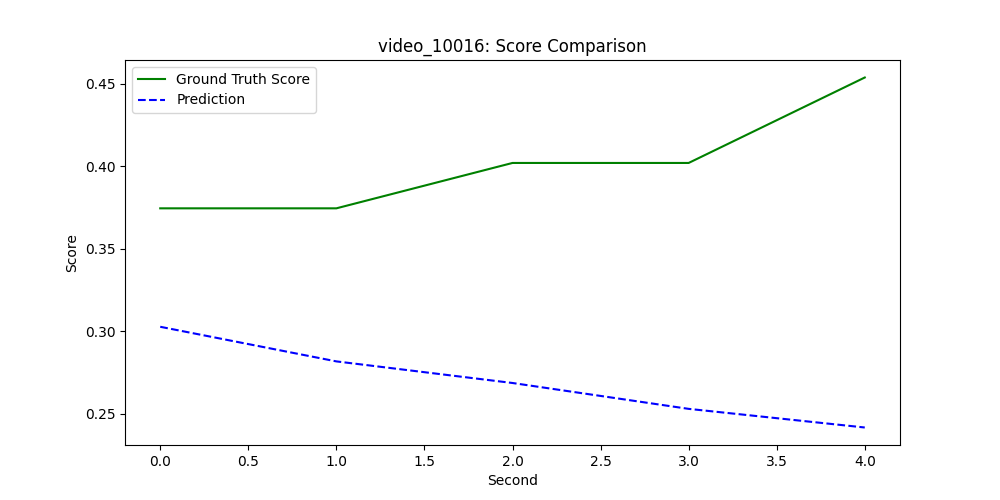 video_10016: Score Comparison
Ground Truth Score
Prediction
0.45
0.40
0.35
0.30
0.25
Score
0.0 0.5 1.0 1.5 2.0 2.5 3.0 3.5 4.0
Second